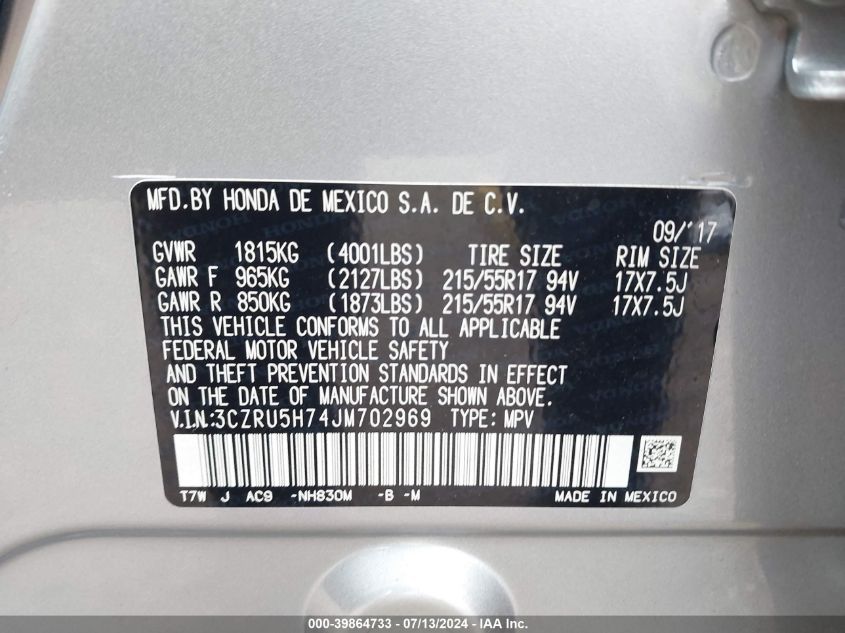 MFD.BY HONDA DE MEXICO S.A. DE C.V.
09/'17
GVWR 1815KG (4001LBS) TIRE SIZE RIM SIZE
GAWR F 965KG (2127LBS) 215/55R17 94V 17X7.5J
GAWR R 850KG (1873LBS) 215/55R17 94V 17X7.5J
THIS VEHICLE CONFORMS TO ALL APPLICABLE
FEDERAL MOTOR VEHICLE SAFETY
AND THEFT PREVENTION STANDARDS IN EFFECT
ON THE DATE OF MANUFACTURE SHOWN ABOVE.
V.I.N.:3CZRU5H74JM702969 TYPE: MPV
T7W J AC9 -NH830M -B -M MADE IN MEXICO
000-39864733 - 07/13/2024 - IAA Inc.